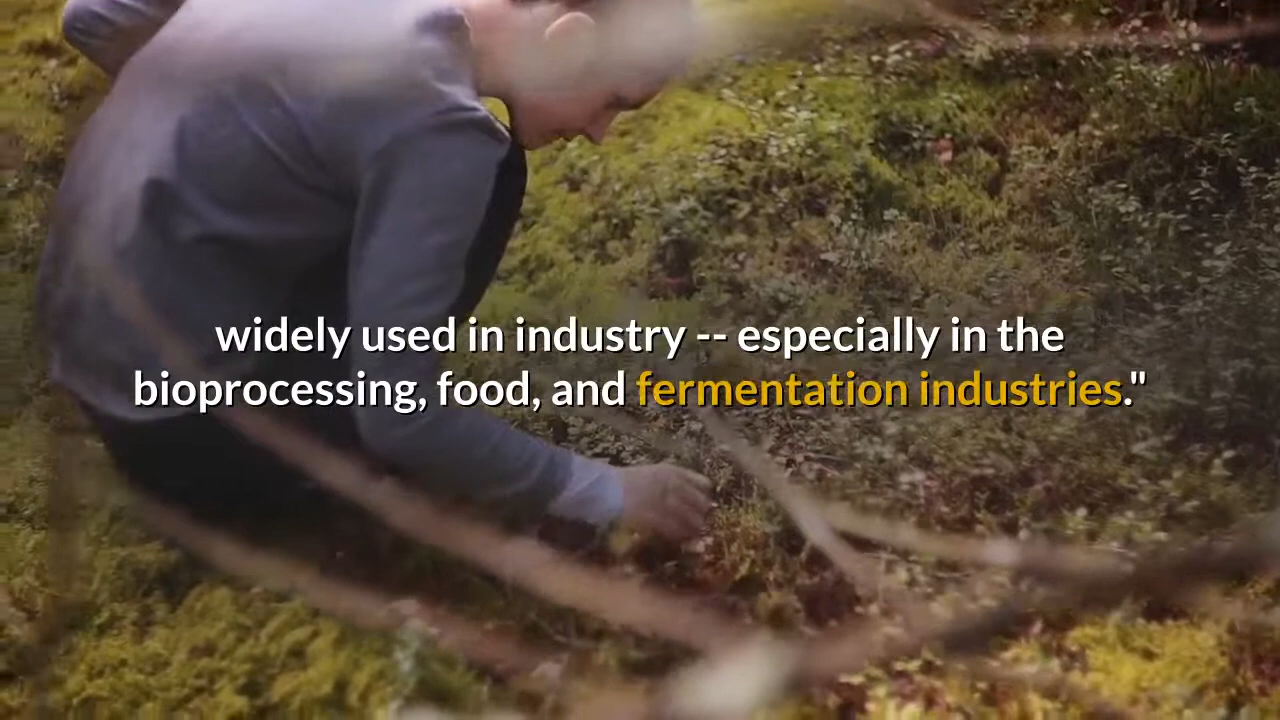 widely used in industry -- especially in the
bioprocessing, food, and fermentation industries."